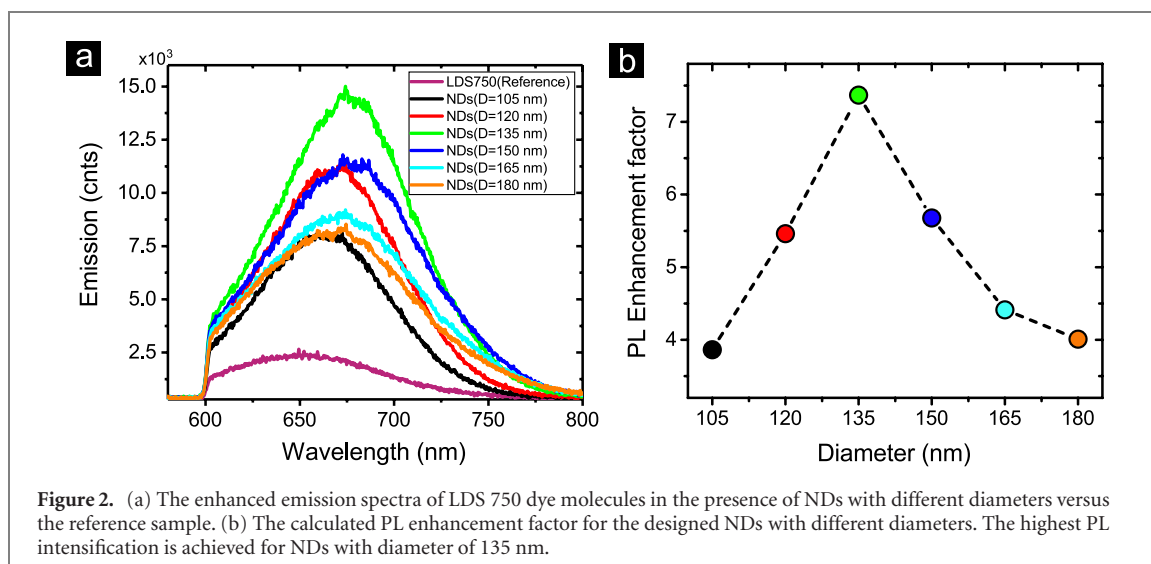 a
×10³
15.0
12.5
10.0
7.5
5.0
2.5
Emission (cnts)
600
650
700
750
800
Wavelength (nm)
LDS750(Reference)
NDs(D=105 nm)
NDs(D=120 nm)
NDs(D=135 nm)
NDs(D=150 nm)
NDs(D=165 nm)
NDs(D=180 nm)
b
7
6
5
4
PL Enhancement factor
105
120
135
150
165
180
Diameter (nm)
Figure 2. (a) The enhanced emission spectra of LDS 750 dye molecules in the presence of NDs with different diameters versus
the reference sample. (b) The calculated PL enhancement factor for the designed NDs with different diameters. The highest PL
intensification is achieved for NDs with diameter of 135 nm.